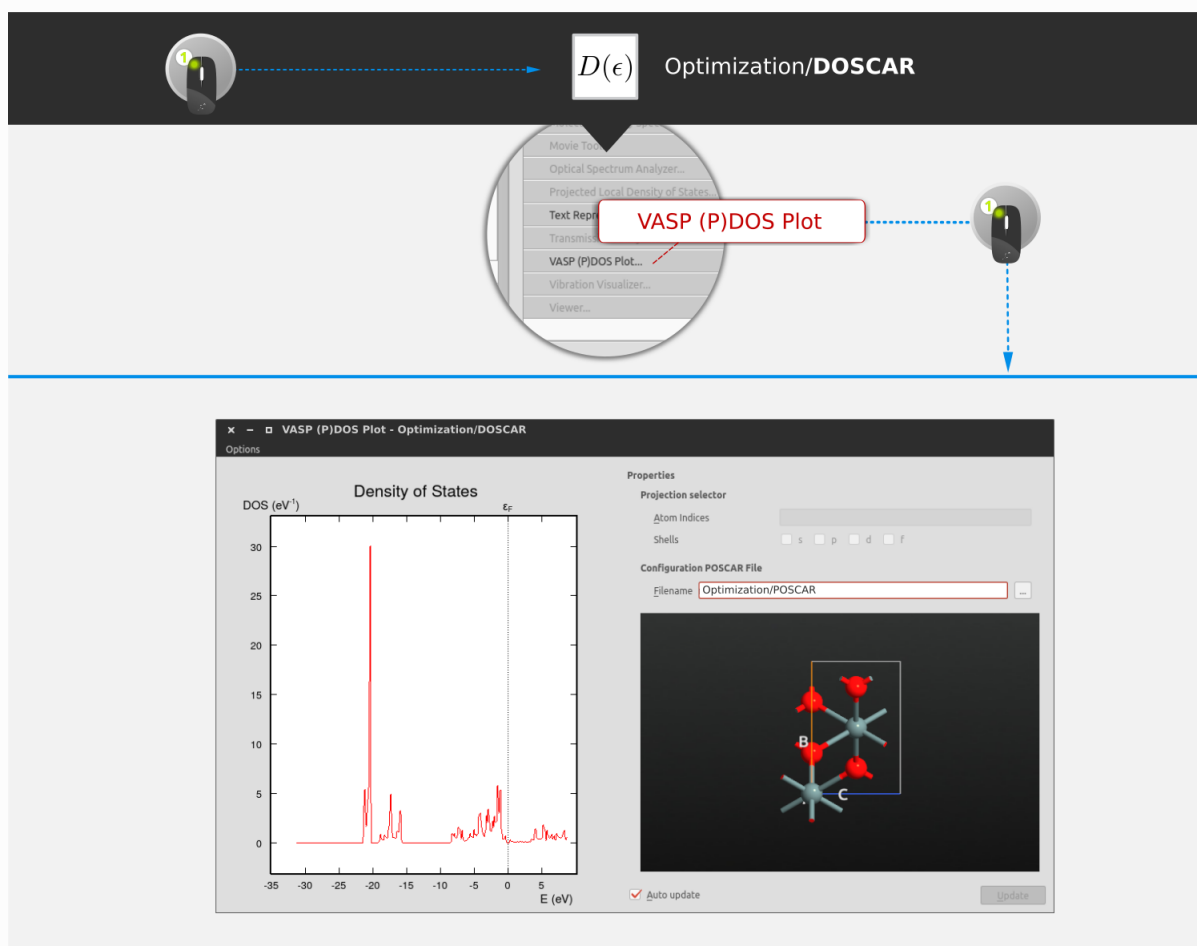 1
D(ϵ) Optimization/DOSCAR
Movie Too
Optical Spectrum Analyzer...
Projected Local Density of States...
Text Repr
VASP (P)DOS Plot
1
Transmiss
VASP (P)DOS Plot...
Vibration Visualizer...
Viewer...
x – □ VASP (P)DOS Plot - Optimization/DOSCAR
Options
Density of States
DOS (eV⁻¹)
εF
30
25
20
15
10
5
0
-35 -30 -25 -20 -15 -10 -5 0 5
E (eV)
Properties
Projection selector
Atom Indices
Shells s p d f
Configuration POSCAR File
Filename Optimization/POSCAR ...
B
C
Auto update Update